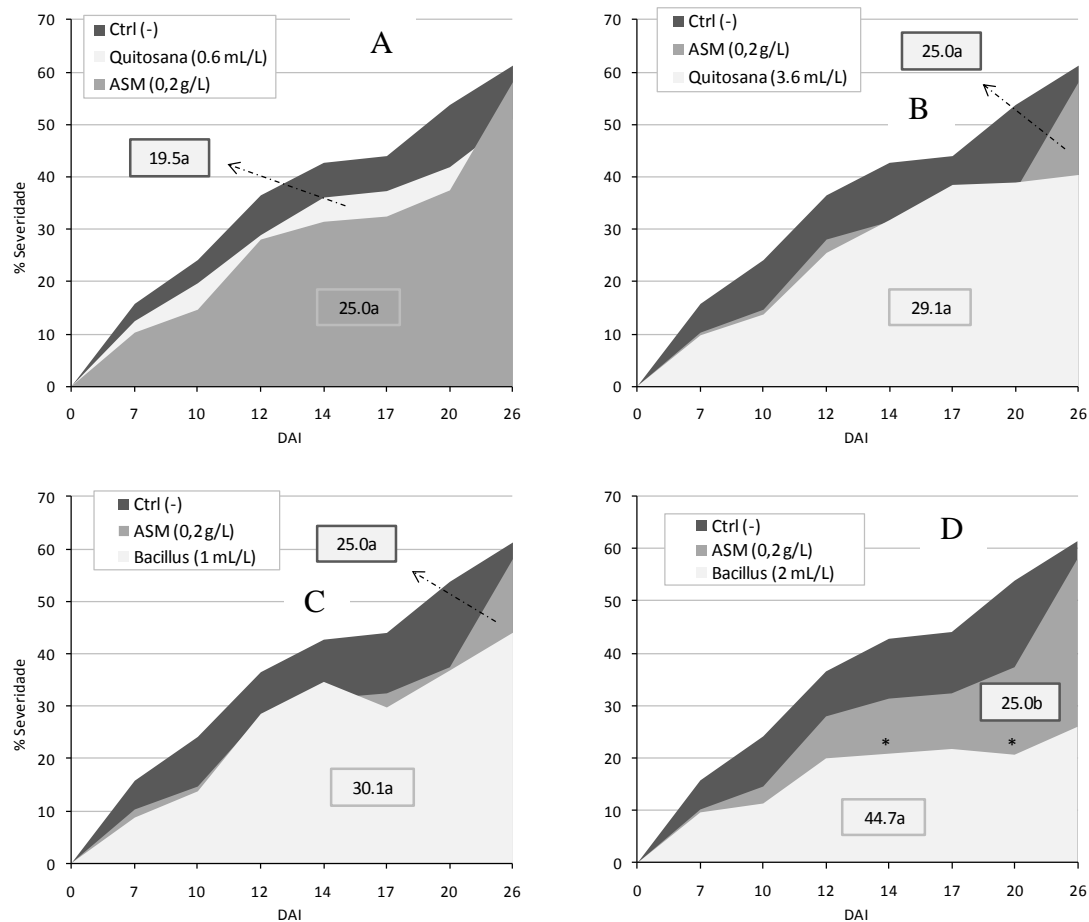 70
60
50
40
30
20
10
0
% Severidade
Ctrl (-)
Quitosana (0.6 mL/L)
ASM (0,2g/L)
A
19.5a
25.0a
0 7 10 12 14 17 20 26
DAI
70
60
50
40
30
20
10
0
Ctrl (-)
ASM (0,2g/L)
Quitosana (3.6 mL/L)
25.0a
B
29.1a
0 7 10 12 14 17 20 26
DAI
70
60
50
40
30
20
10
0
% Severidade
Ctrl (-)
ASM (0,2g/L)
Bacillus (1 mL/L)
25.0a
C
30.1a
0 7 10 12 14 17 20 26
DAI
70
60
50
40
30
20
10
0
Ctrl (-)
ASM (0,2g/L)
Bacillus (2 mL/L)
D
25.0b
* *
44.7a
0 7 10 12 14 17 20 26
DAI